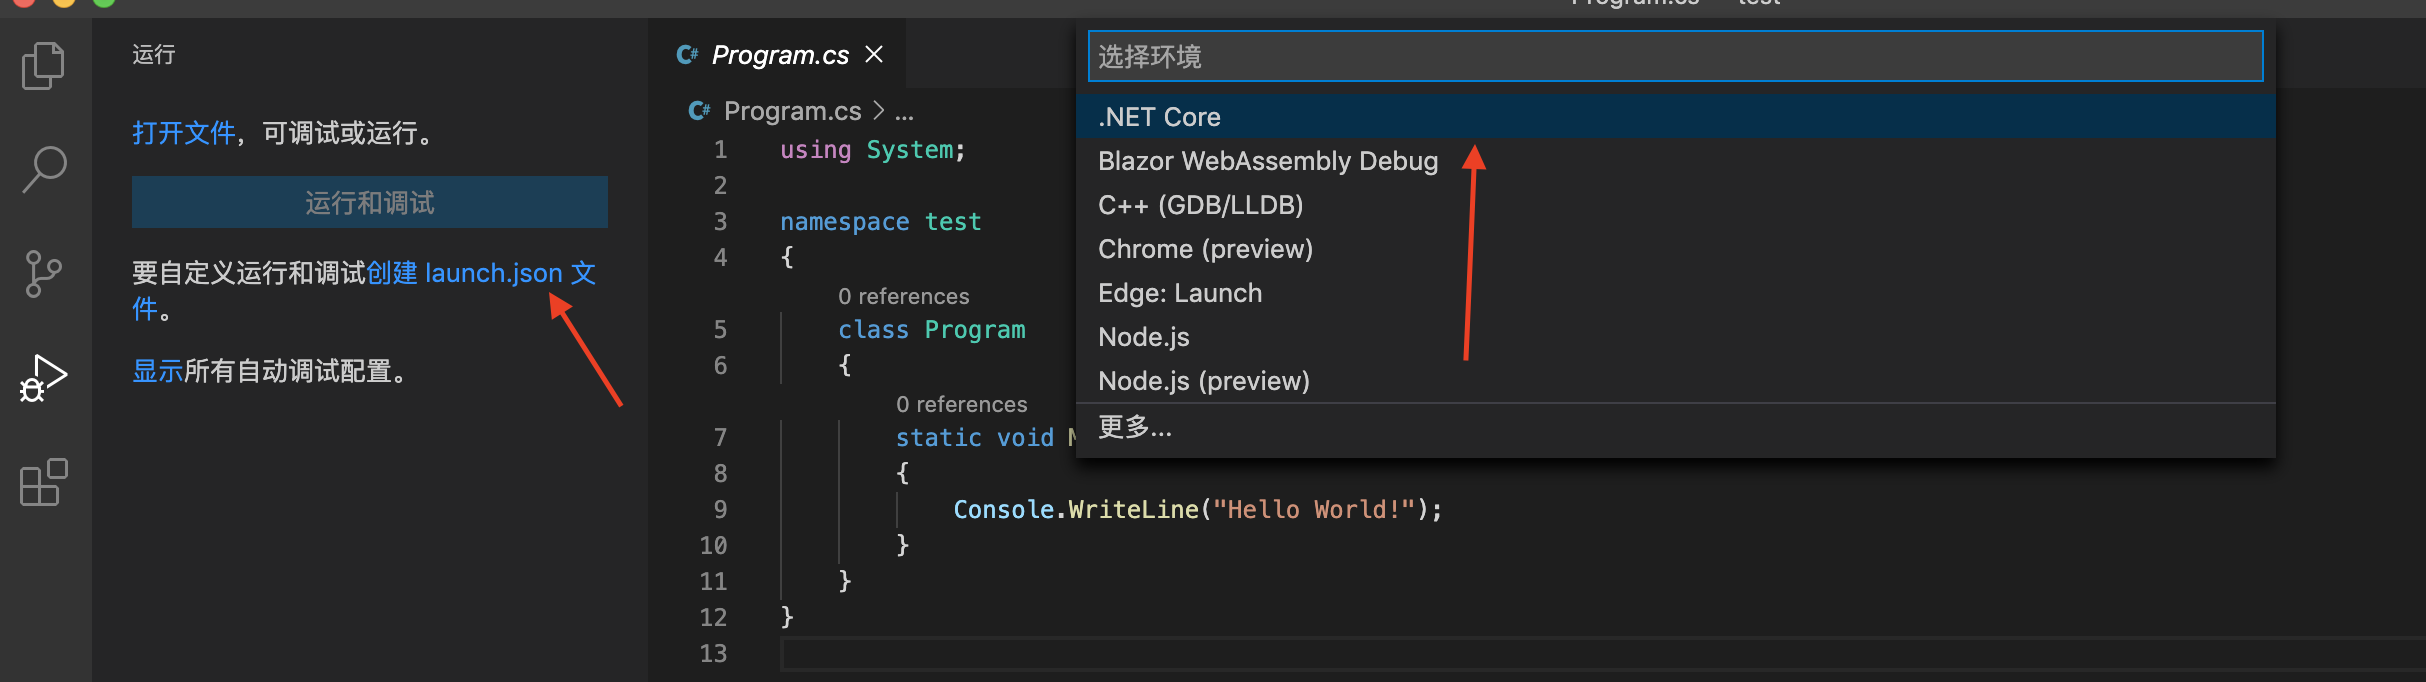 运行
打开文件，可调试或运行。
运行和调试
要自定义运行和调试创建 launch.json 文
件。
显示所有自动调试配置。
Program.cs
Program.cs > ...
1 using System;
2
3 namespace test
4 {
0 references
5 class Program
6 {
0 references
7 static void
8 {
9 Console.WriteLine("Hello World!");
10 }
11 }
12 }
13
选择环境
.NET Core
Blazor WebAssembly Debug
C++ (GDB/LLDB)
Chrome (preview)
Edge: Launch
Node.js
Node.js (preview)
更多...